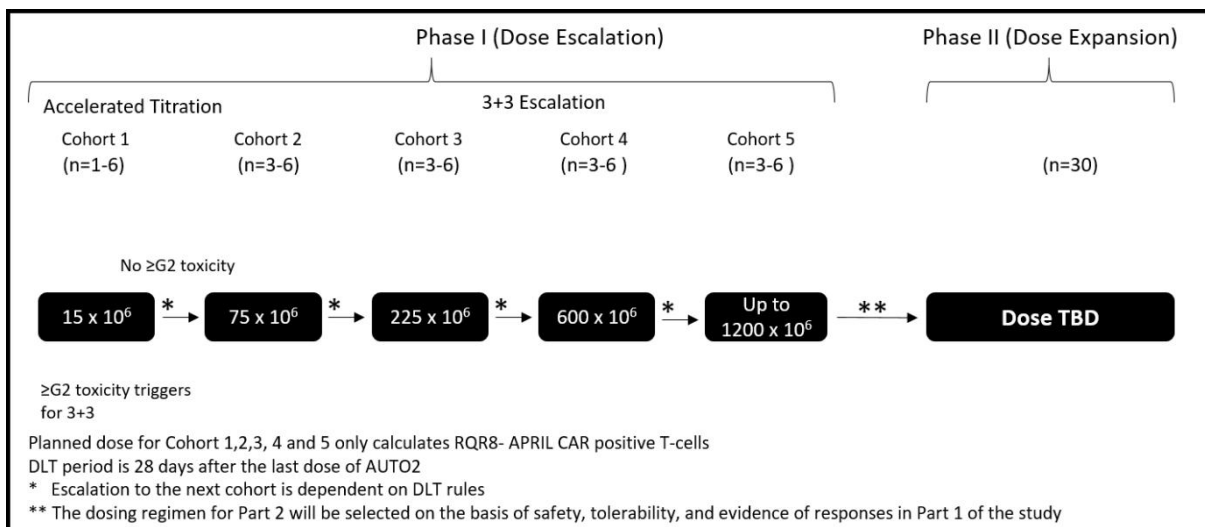 Phase I (Dose Escalation)
Phase II (Dose Expansion)
Accelerated Titration
3+3 Escalation
Cohort 1
(n=1-6)
Cohort 2
(n=3-6)
Cohort 3
(n=3-6)
Cohort 4
(n=3-6 )
Cohort 5
(n=3-6 )
(n=30)
No ≥G2 toxicity
15 x 10⁶
*
75 x 10⁶
*
225 x 10⁶
*
600 x 10⁶
*
Up to
1200 x 10⁶
**
Dose TBD
≥G2 toxicity triggers
for 3+3
Planned dose for Cohort 1,2,3, 4 and 5 only calculates RQR8- APRIL CAR positive T-cells
DLT period is 28 days after the last dose of AUTO2
* Escalation to the next cohort is dependent on DLT rules
** The dosing regimen for Part 2 will be selected on the basis of safety, tolerability, and evidence of responses in Part 1 of the study